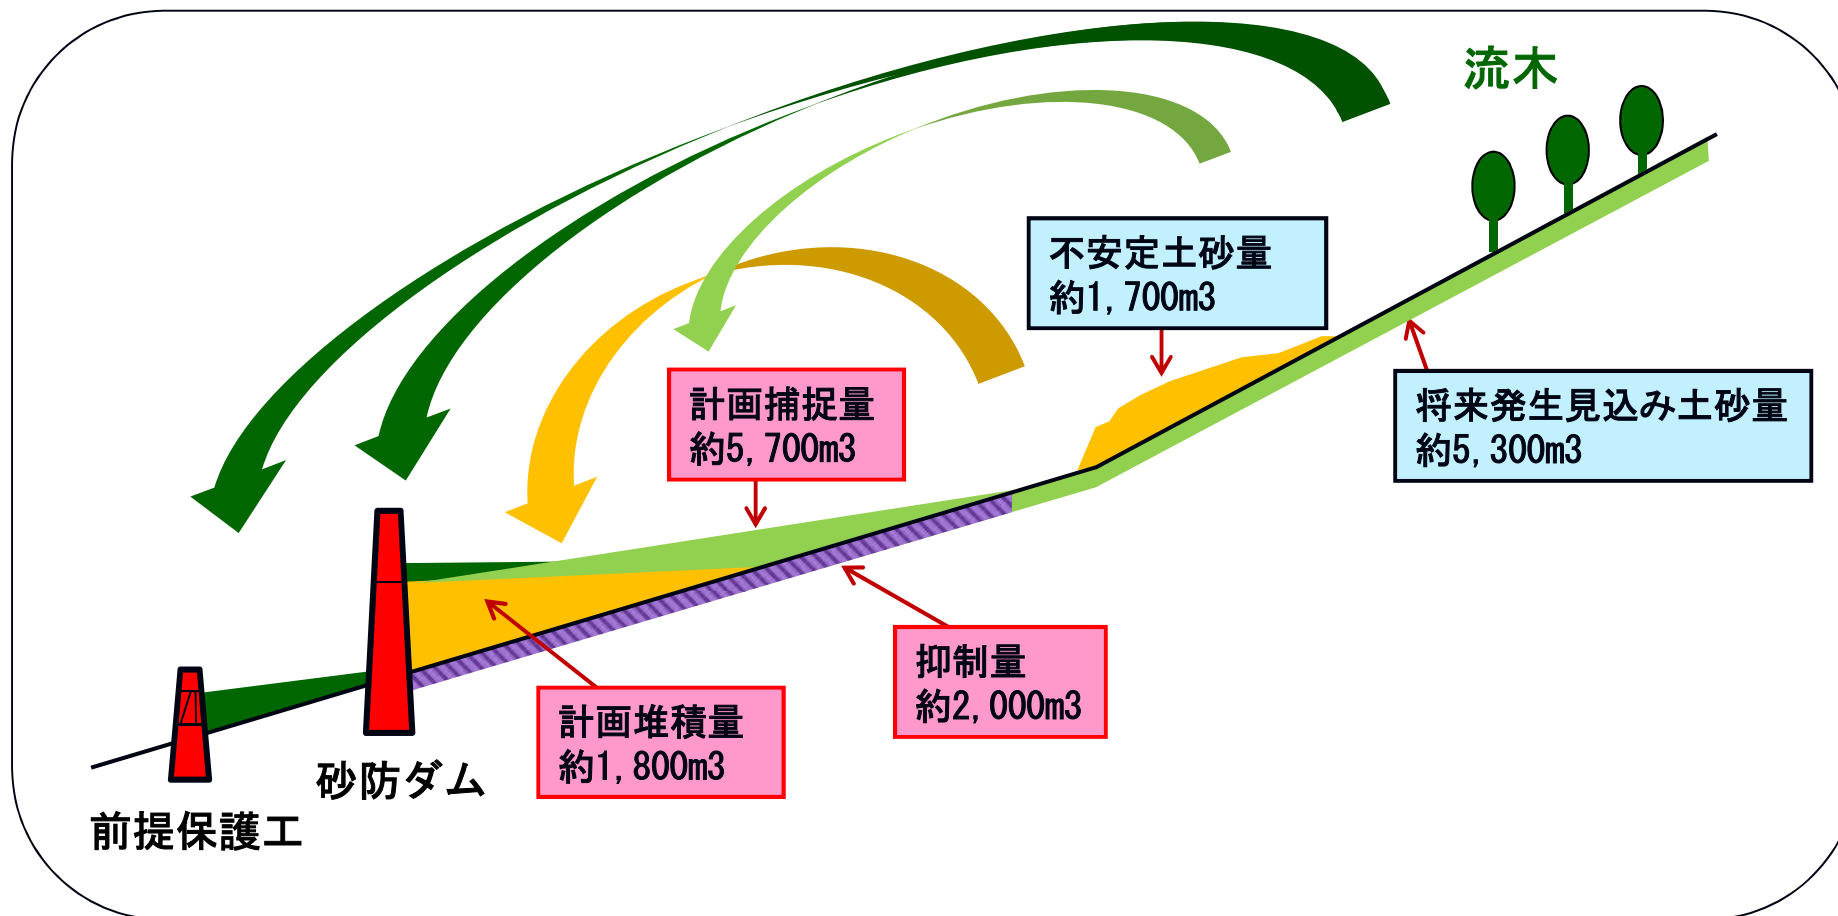 流木
不安定土砂量
約1,700m3
計画捕捉量
約5,700m3
将来発生見込み土砂量
約5,300m3
抑制量
約2,000m3
計画堆積量
約1,800m3
砂防ダム
前提保護工